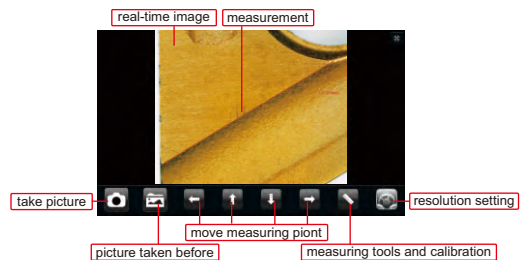 real-time image
measurement
take picture
resolution setting
move measuring piont
picture taken before
measuring tools and calibration